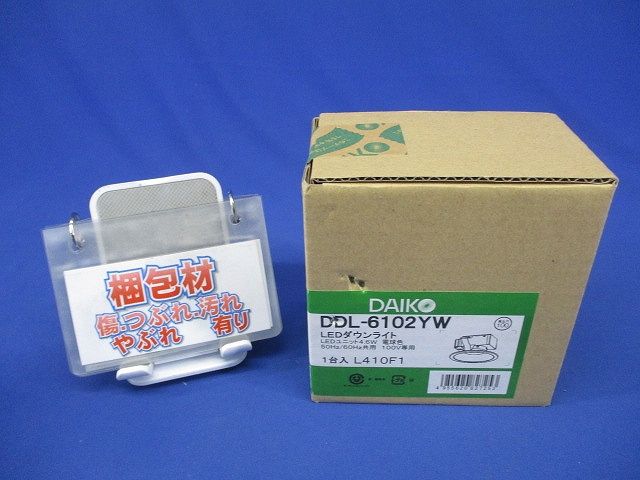 梱包材
傷・つぶれ・汚れ
やぶれ 有り
DAIKO
DDL-6102YW
LEDダウンライト
LEDユニット4.6W 電球色
50Hz/60Hz共用 100V専用
1台入 L410F1